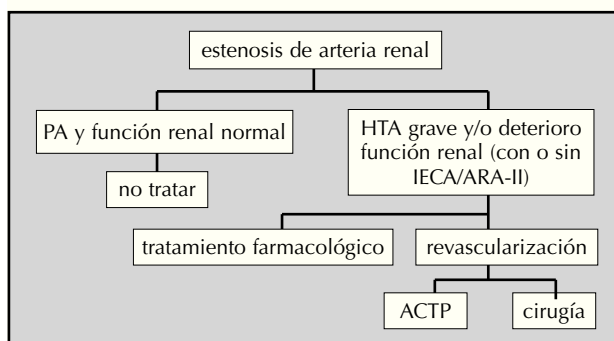 estenosis de arteria renal
PA y función renal normal
HTA grave y/o deterioro
función renal (con o sin
IECA/ARA-II)
no tratar
tratamiento farmacológico
revascularización
ACTP
cirugía